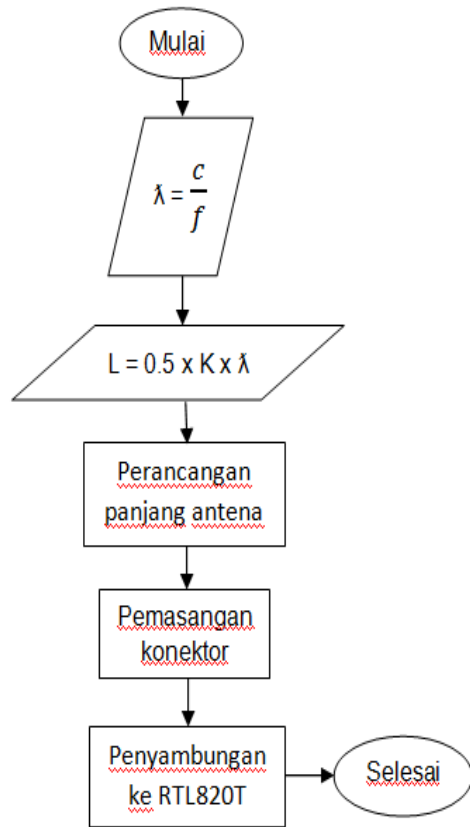 Mulai
ƛ = c/f
L = 0.5 x K x ƛ
Perancangan
panjang antena
Pemasangan
konektor
Penyambungan
ke RTL820T
Selesai